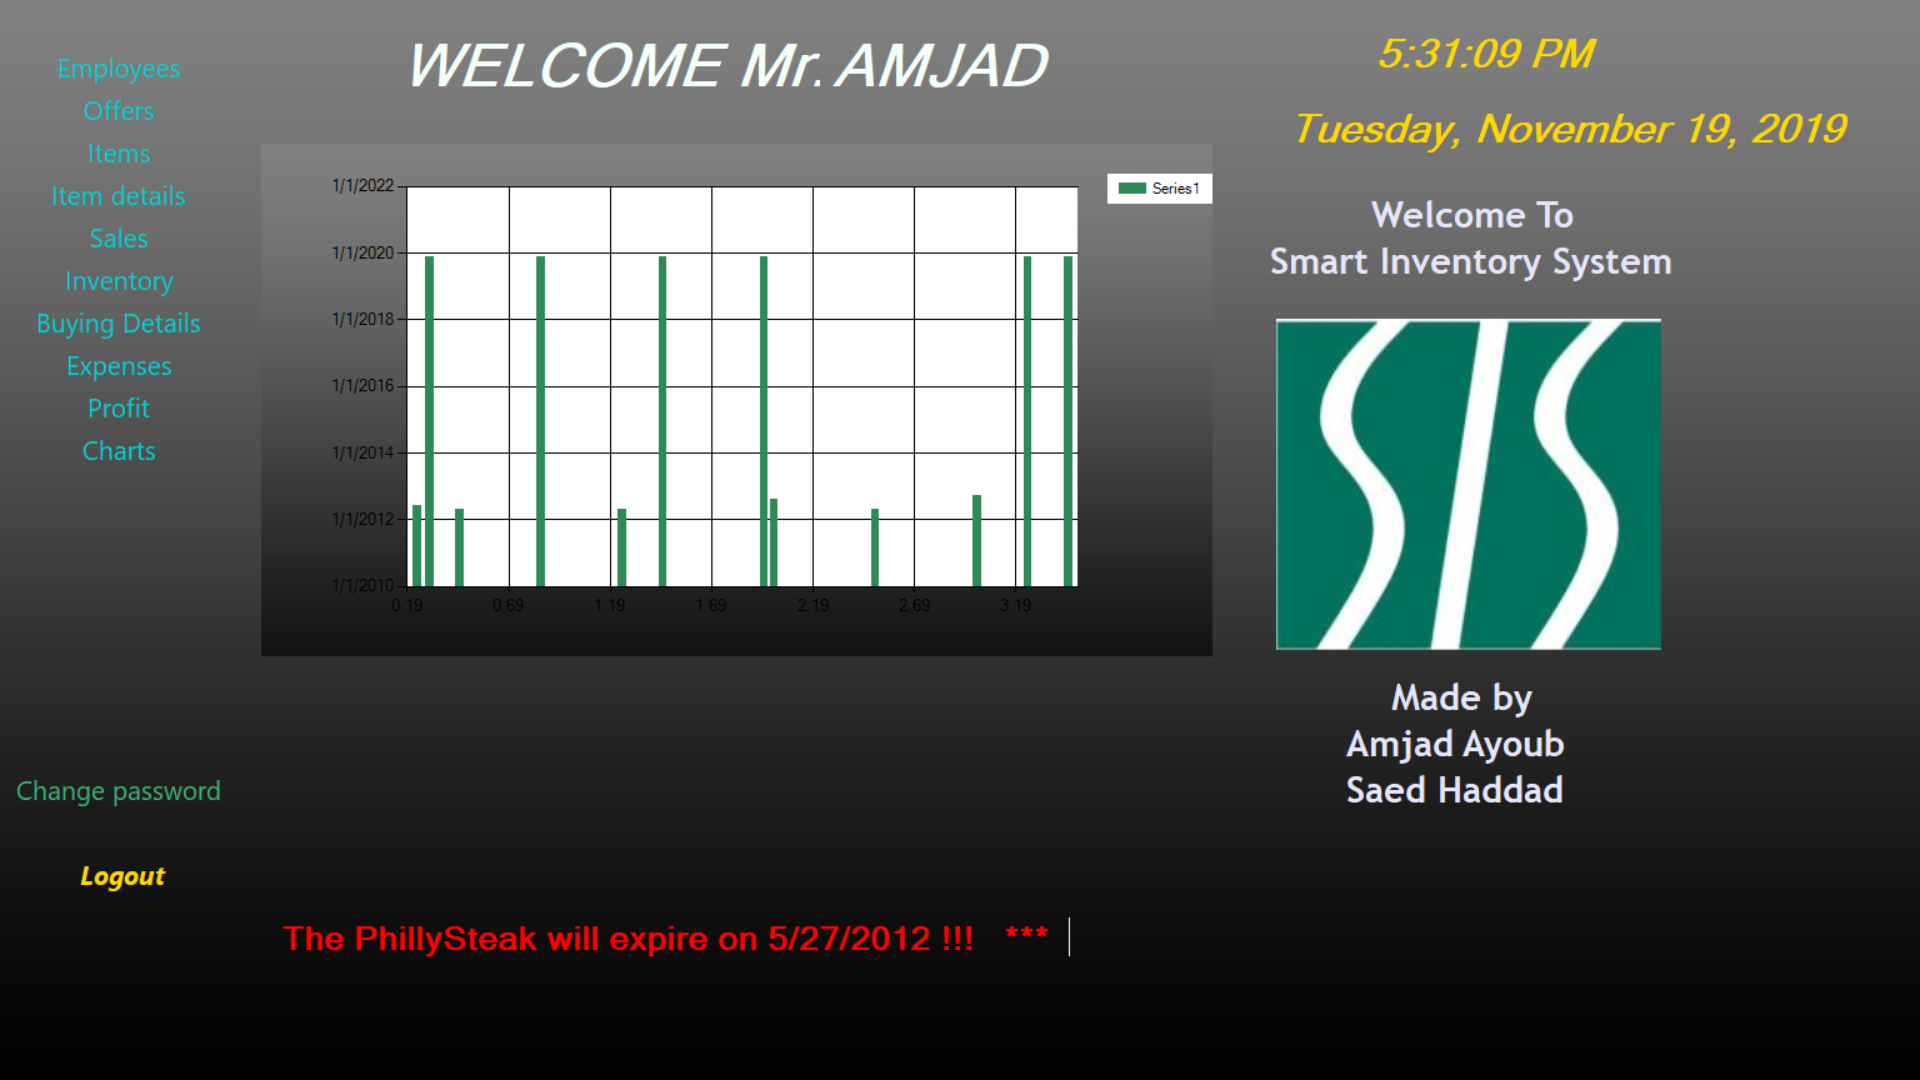 Employees
Offers
Items
Item details
Sales
Inventory
Buying Details
Expenses
Profit
Charts
Change password
Logout
WELCOME Mr. AMJAD
1/1/2022
1/1/2020
1/1/2018
1/1/2016
1/1/2014
1/1/2012
1/1/2010
0.19 0.69 1.19 1.69 2.19 2.69 3.19
Series1
The PhillySteak will expire on 5/27/2012 !!! ***
5:31:09 PM
Tuesday, November 19, 2019
Welcome To
Smart Inventory System
SIS
Made by
Amjad Ayoub
Saed Haddad